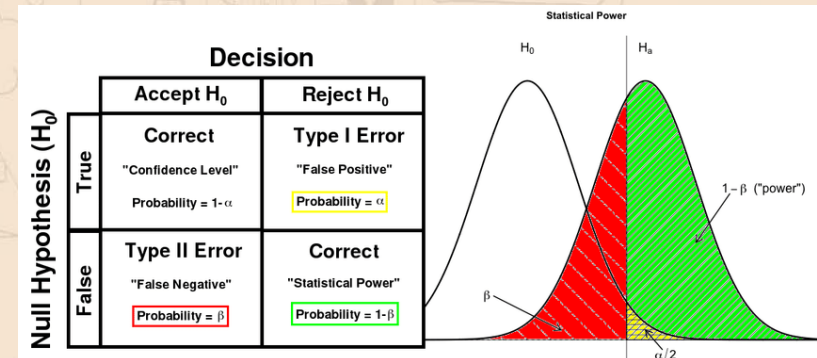 Statistical Power
Decision
H₀
Hₐ
Null Hypothesis (H₀)
Accept H₀
Reject H₀
True
Correct
"Confidence Level"
Probability = 1-α
Type I Error
"False Positive"
Probability = α
False
Type II Error
"False Negative"
Probability = β
Correct
"Statistical Power"
Probability = 1-β
1 − β ("power")
β
α/2